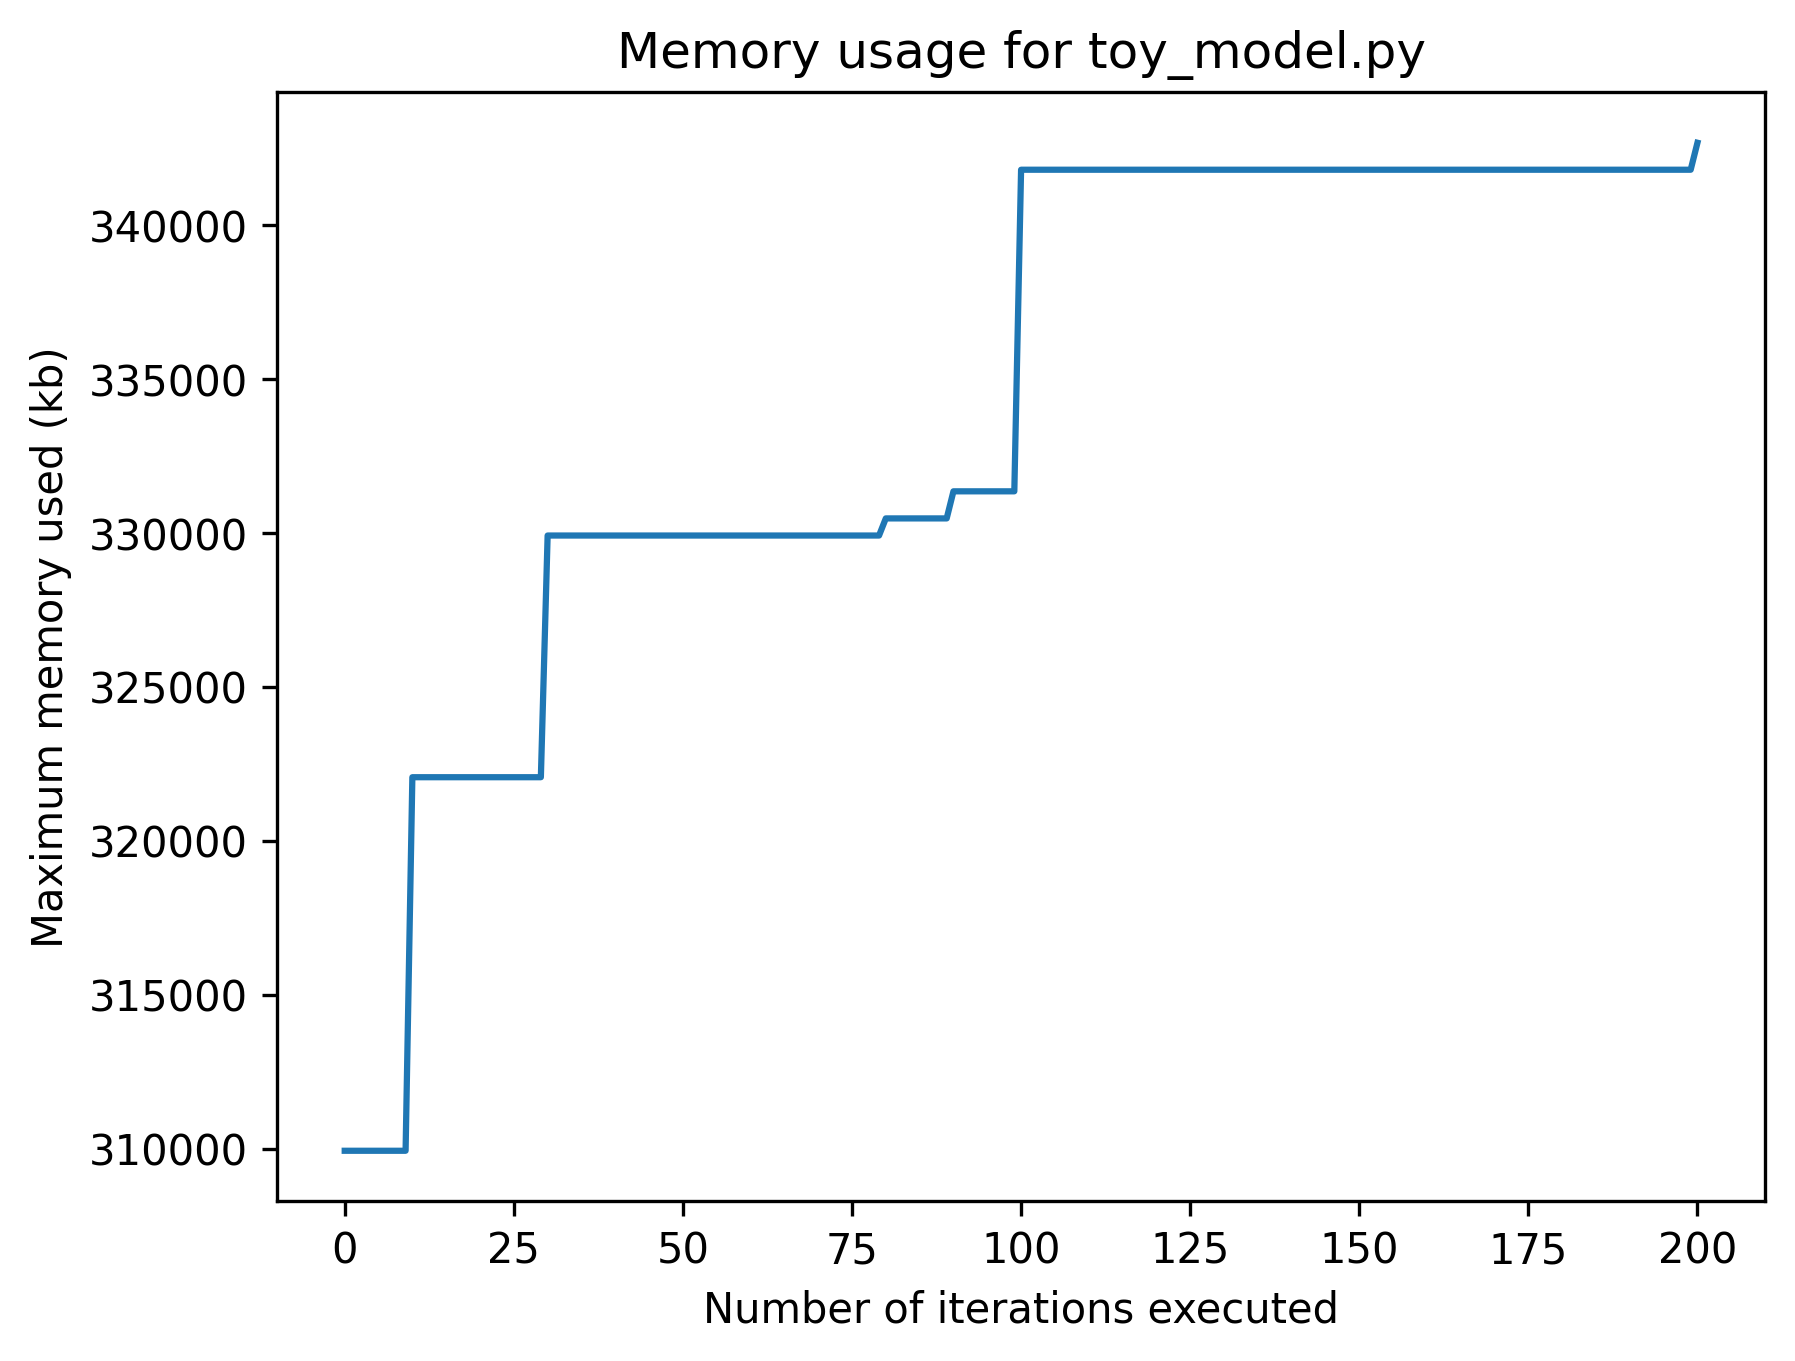 Memory usage for toy_model.py
Maximum memory used (kb)
340000
335000
330000
325000
320000
315000
310000
0 25 50 75 100 125 150 175 200
Number of iterations executed